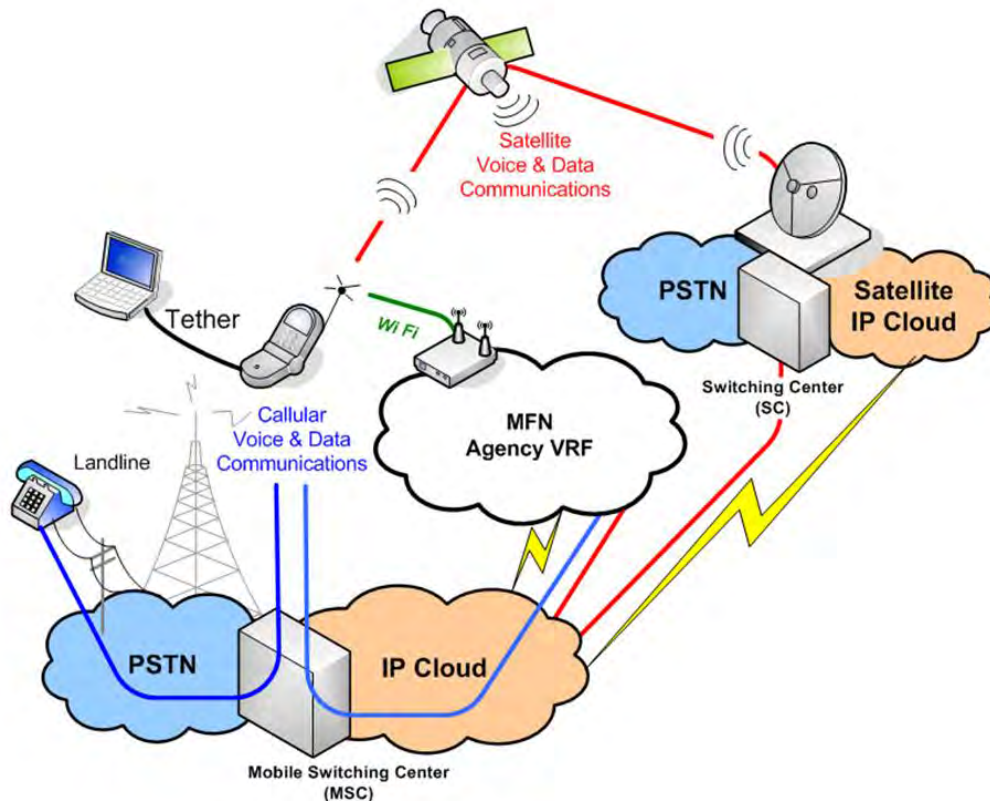 Satellite
Voice & Data
Communications
Tether
Wi Fi
PSTN
Satellite
IP Cloud
Switching Center
(SC)
MFN
Agency VRF
Callular
Voice & Data
Communications
Landline
PSTN
IP Cloud
Mobile Switching Center
(MSC)